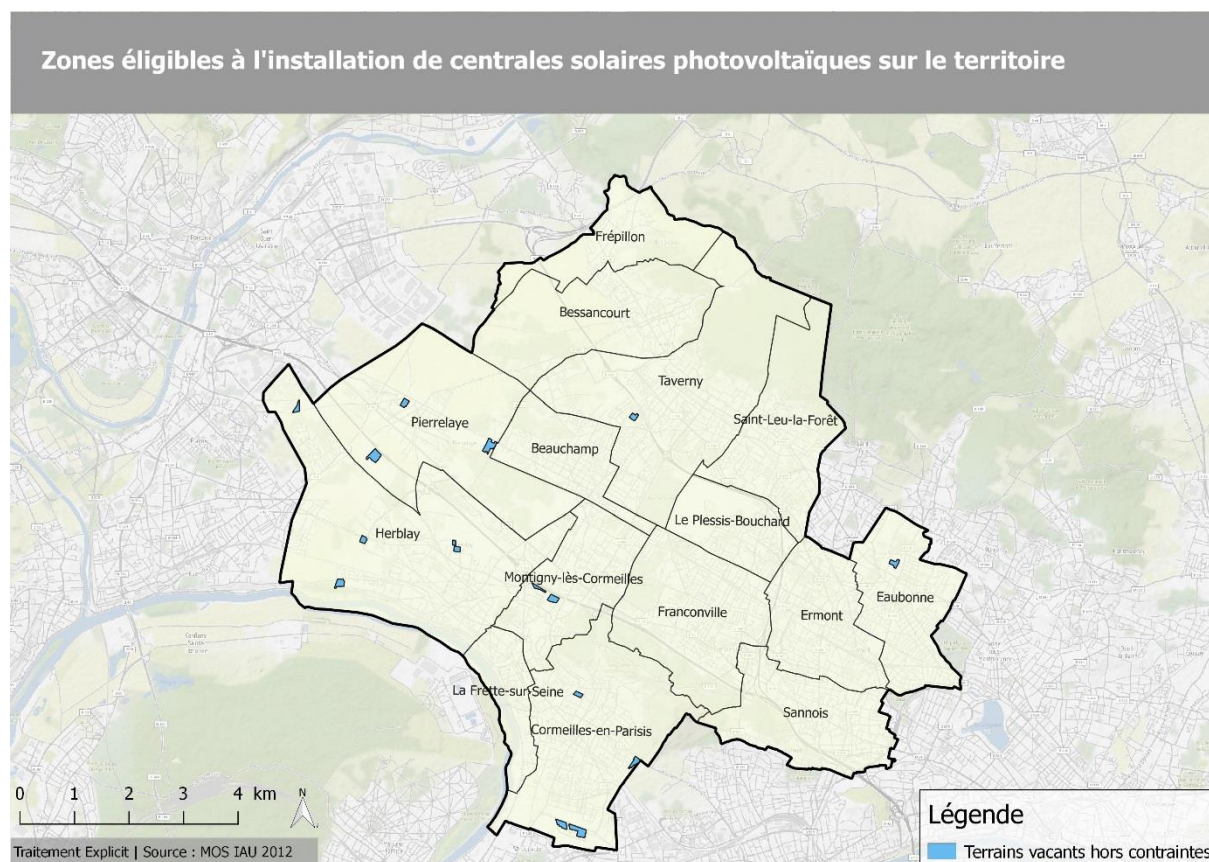 Zones éligibles à l'installation de centrales solaires photovoltaïques sur le territoire
Frépillon
Bessancourt
Taverny
Saint-Leu-la-Forêt
Pierrelaye
Beauchamp
Le Plessis-Bouchard
Herblay
Montigny-lès-Cormeilles
Franconville
Ermont
Eaubonne
La Frette-sur-Seine
Sannois
Cormeilles-en-Parisis
0 1 2 3 4 km
N
Légende
Terrains vacants hors contraintes
Traitement Explicit | Source : MOS IAU 2012